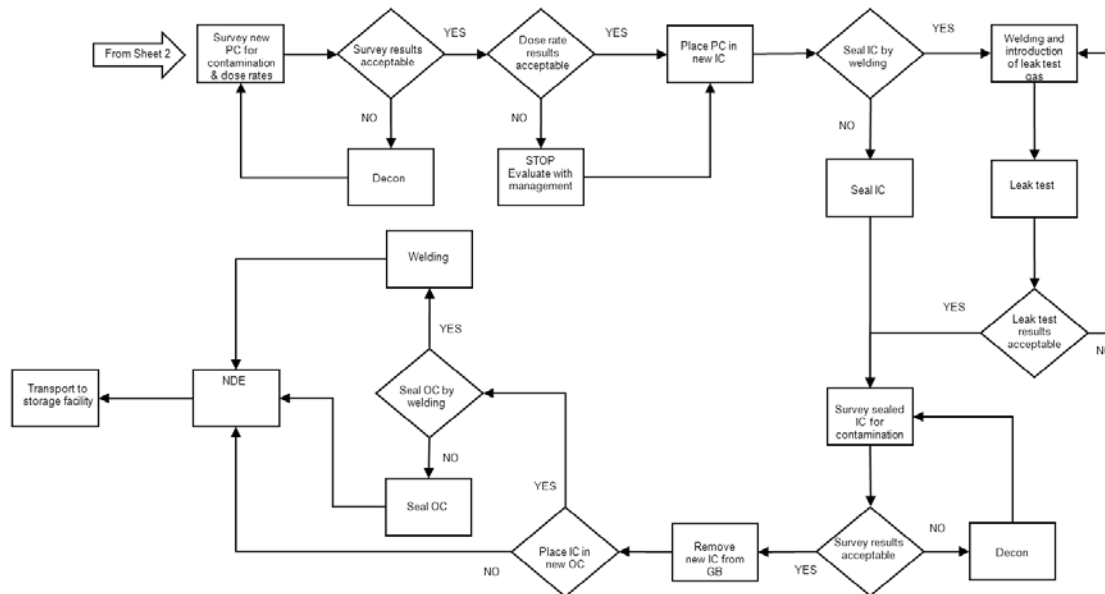 From Sheet 2
Survey new
PC for
contamination
& dose rates
Survey results
acceptable
YES
Dose rate
results
acceptable
YES
Place PC in
new IC
Seal IC by
welding
YES
Welding and
introduction
of leak test
gas
NO
Decon
NO
STOP
Evaluate with
management
NO
Seal IC
Leak test
Welding
YES
Leak test
results
acceptable
NO
YES
Seal OC by
welding
NDE
Transport to
storage facility
Survey sealed
IC for
contamination
NO
Seal OC
YES
Place IC in
new OC
NO
Remove
new IC from
GB
YES
Survey results
acceptable
NO
Decon